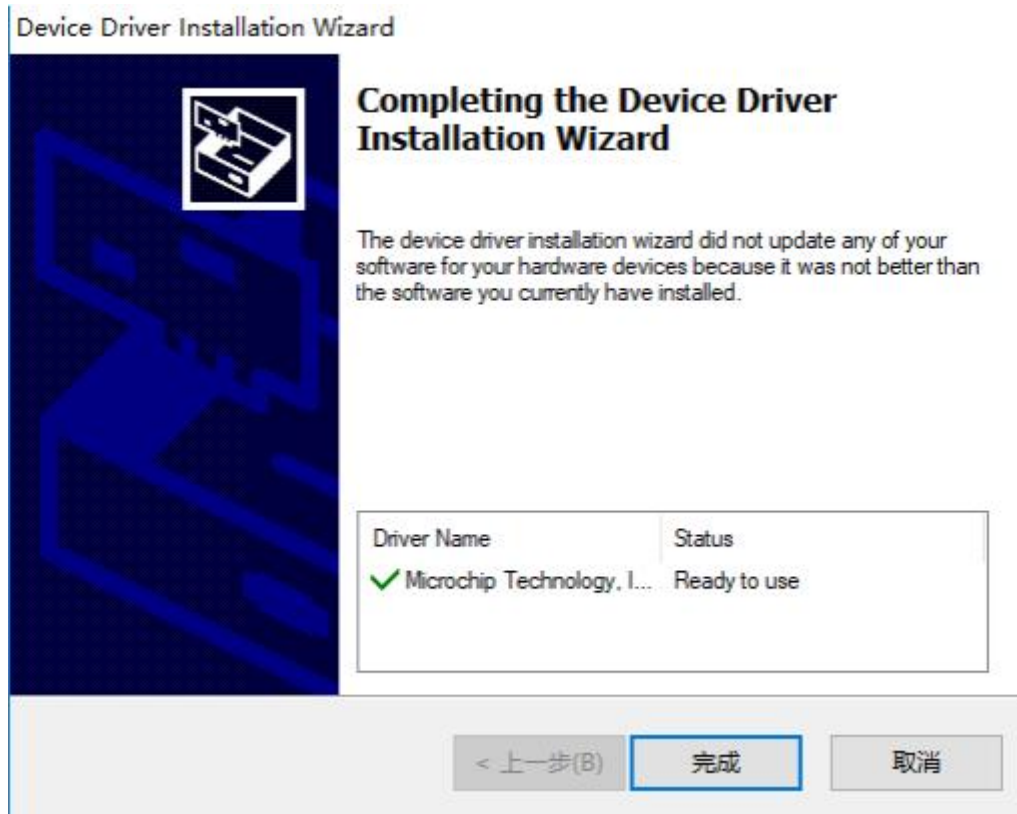 Device Driver Installation Wizard
Completing the Device Driver
Installation Wizard
The device driver installation wizard did not update any of your
software for your hardware devices because it was not better than
the software you currently have installed.
Driver Name Status
Microchip Technology, I... Ready to use
< 上一步(B) 完成 取消